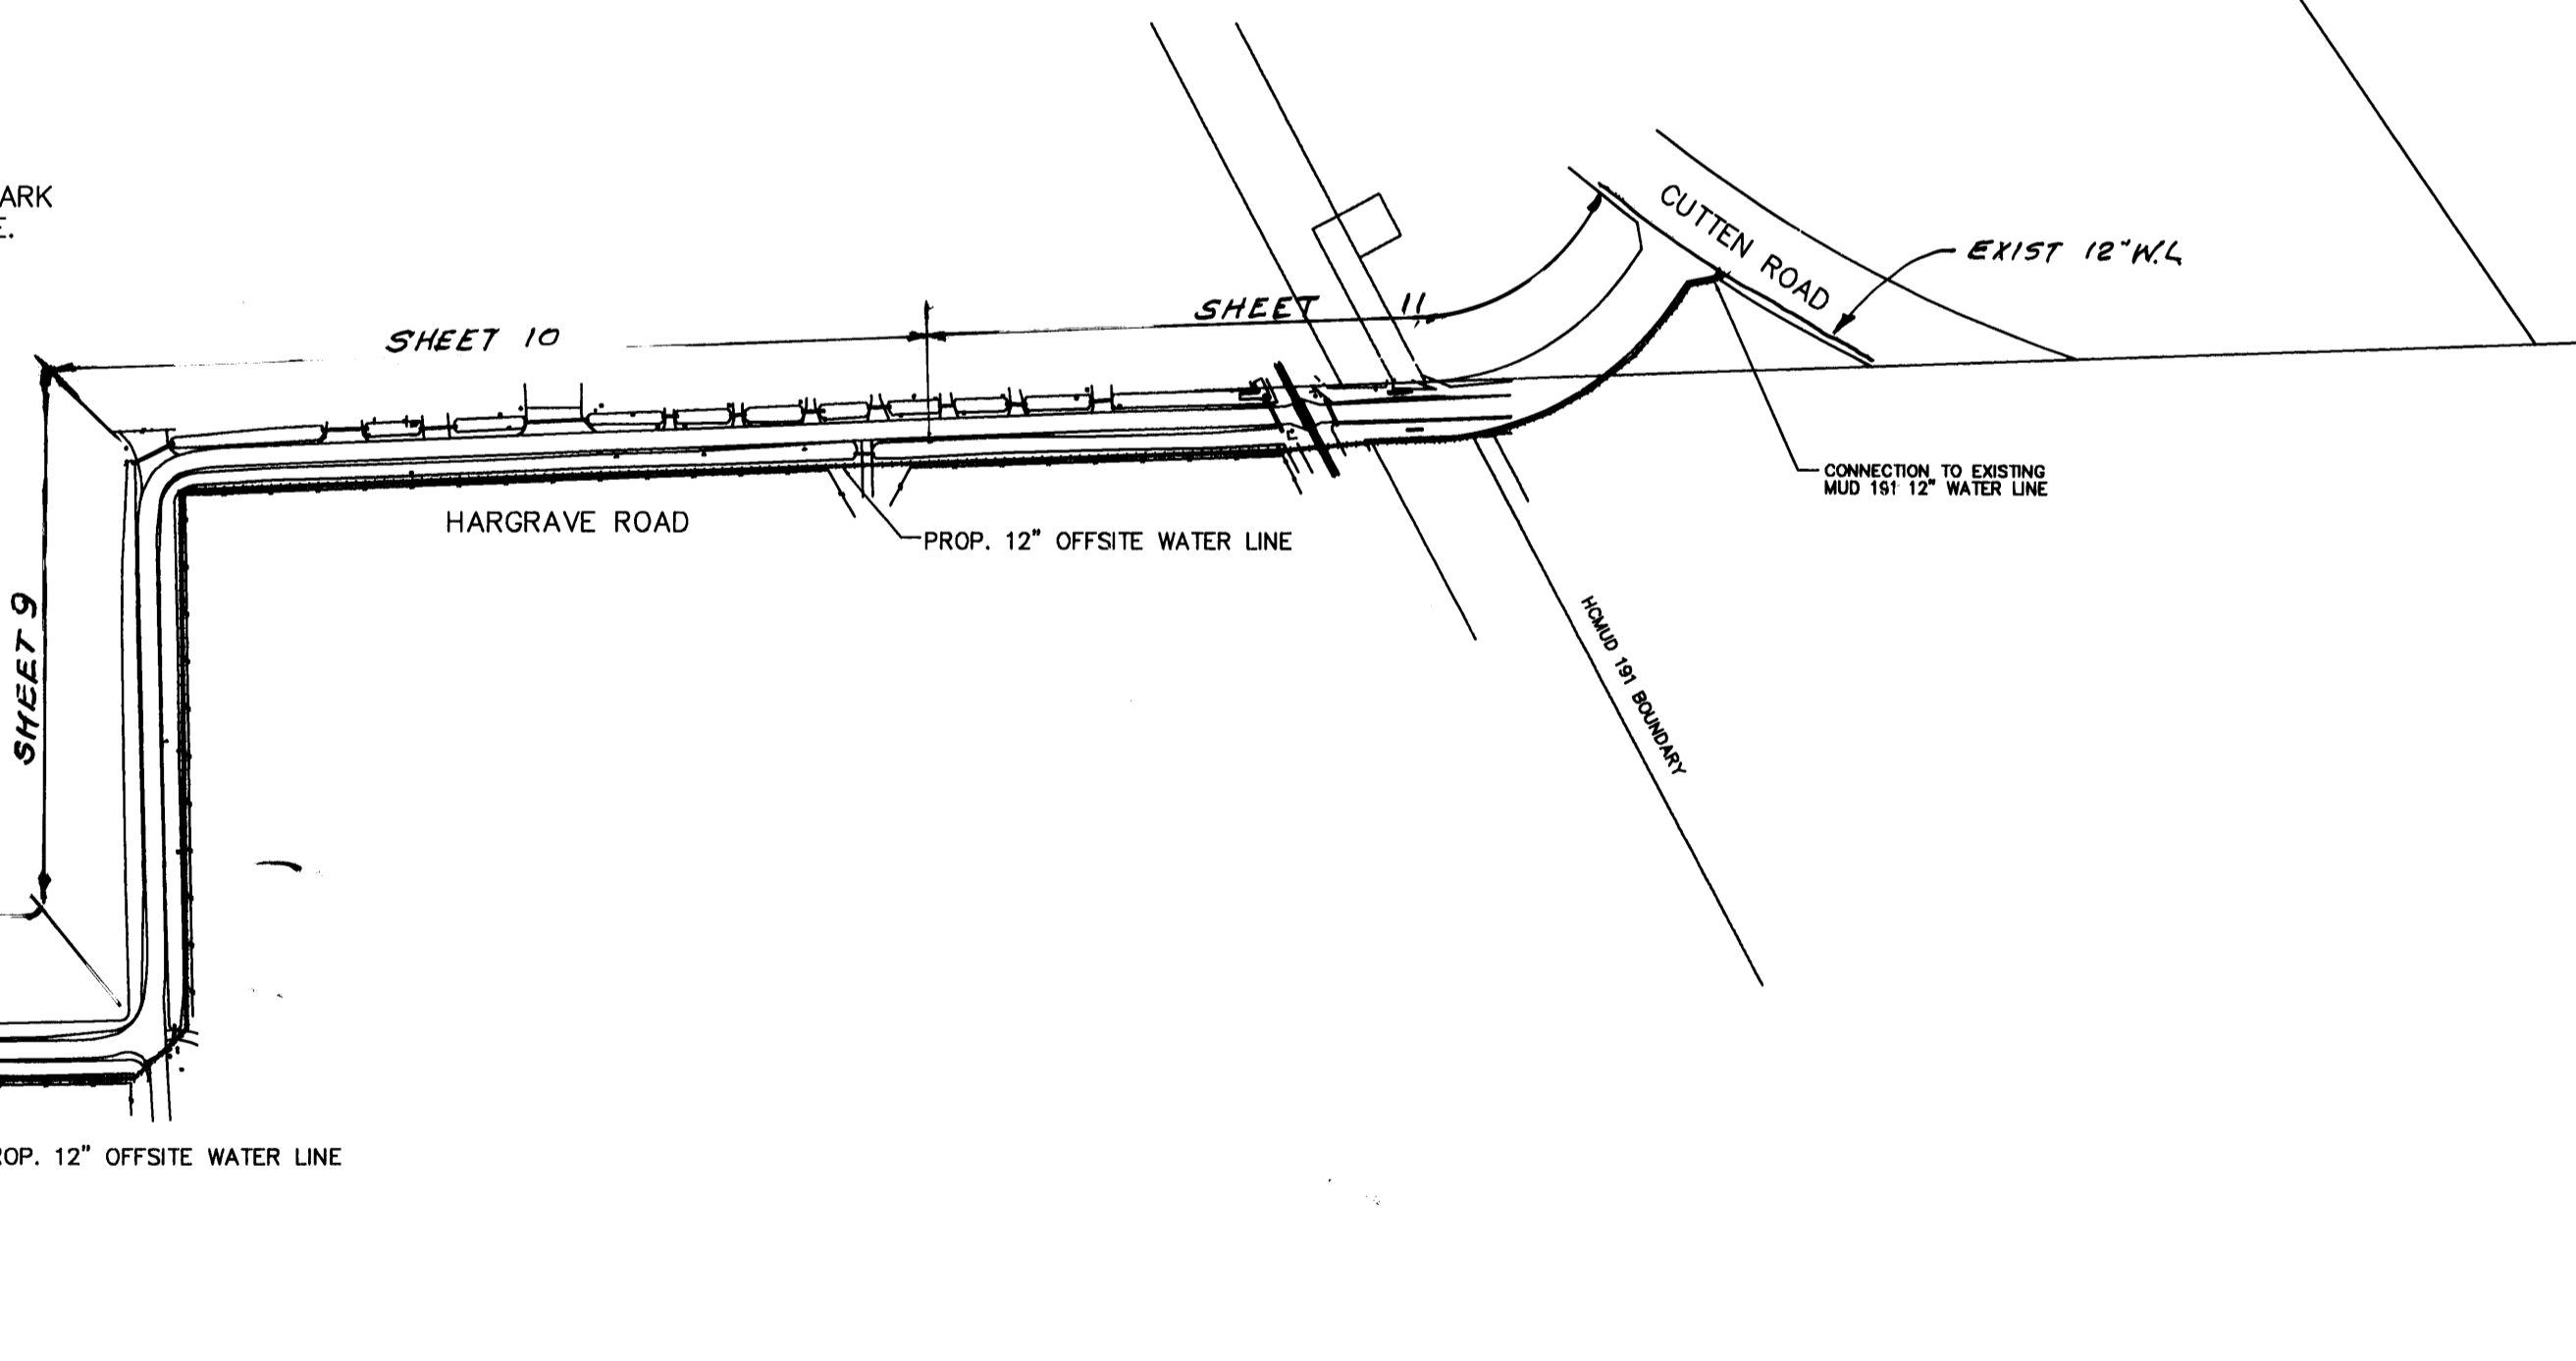 ARK
E.
CUTTEN ROAD
EXIST 12" W.L
SHEET 11
SHEET 10
CONNECTION TO EXISTING
MUD 191 12" WATER LINE
HARGRAVE ROAD
PROP. 12" OFFSITE WATER LINE
SHEET 9
HCMUD 191 BOUNDARY
OP. 12" OFFSITE WATER LINE